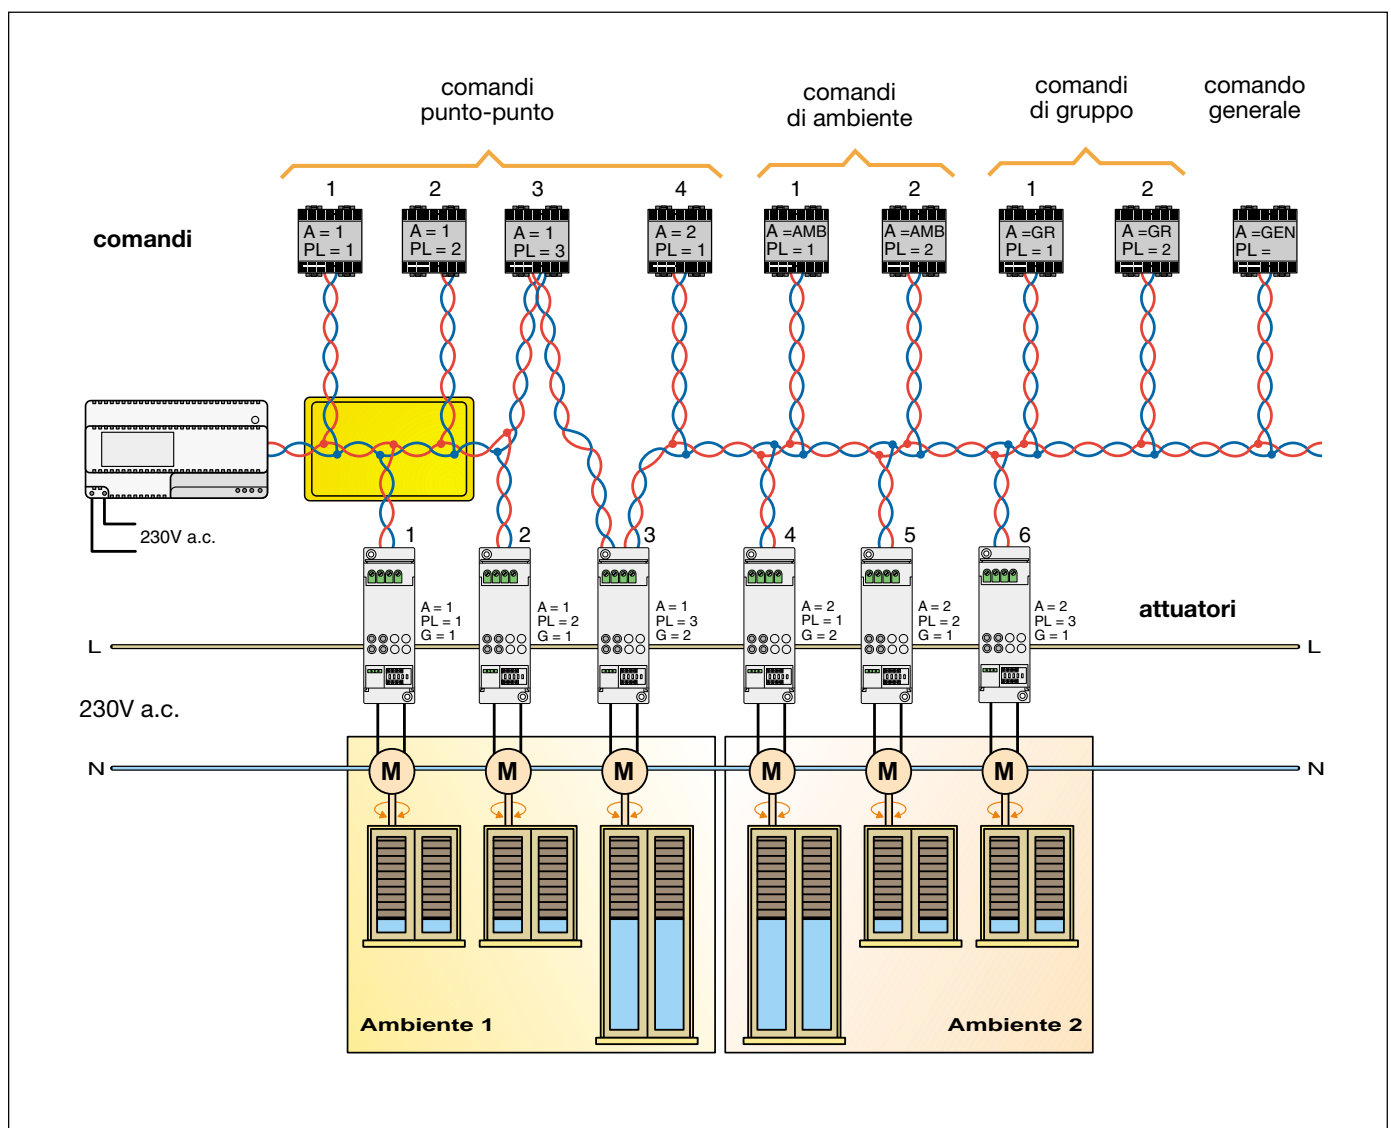 comandi
punto-punto
comandi
di ambiente
comandi
di gruppo
comando
generale
1
2
3
4
1
2
1
2
comandi
A = 1
PL = 1
A = 1
PL = 2
A = 1
PL = 3
A = 2
PL = 1
A =AMB
PL = 1
A =AMB
PL = 2
A =GR
PL = 1
A =GR
PL = 2
A =GEN
PL =
230V a.c.
1
2
3
4
5
6
A = 1
PL = 1
G = 1
A = 1
PL = 2
G = 1
A = 1
PL = 3
G = 2
A = 2
PL = 1
G = 2
A = 2
PL = 2
G = 1
A = 2
PL = 3
G = 1
attuatori
L
L
230V a.c.
N
M
M
M
M
M
M
N
Ambiente 1
Ambiente 2